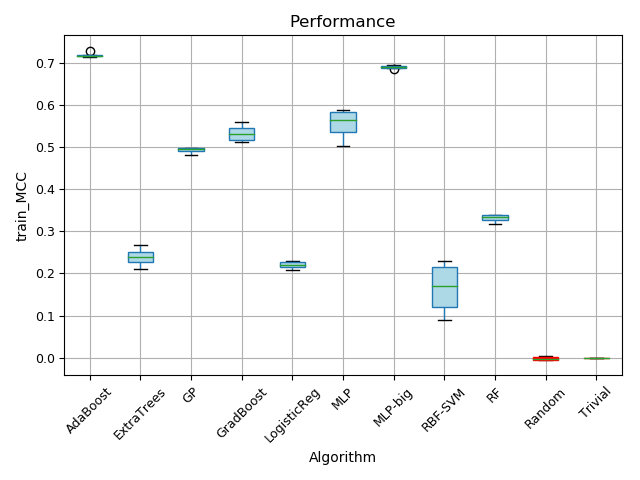 Performance
train_MCC
0.7
0.6
0.5
0.4
0.3
0.2
0.1
0.0
AdaBoost
ExtraTrees
GP
GradBoost
LogisticReg
MLP
MLP-big
RBF-SVM
RF
Random
Trivial
Algorithm